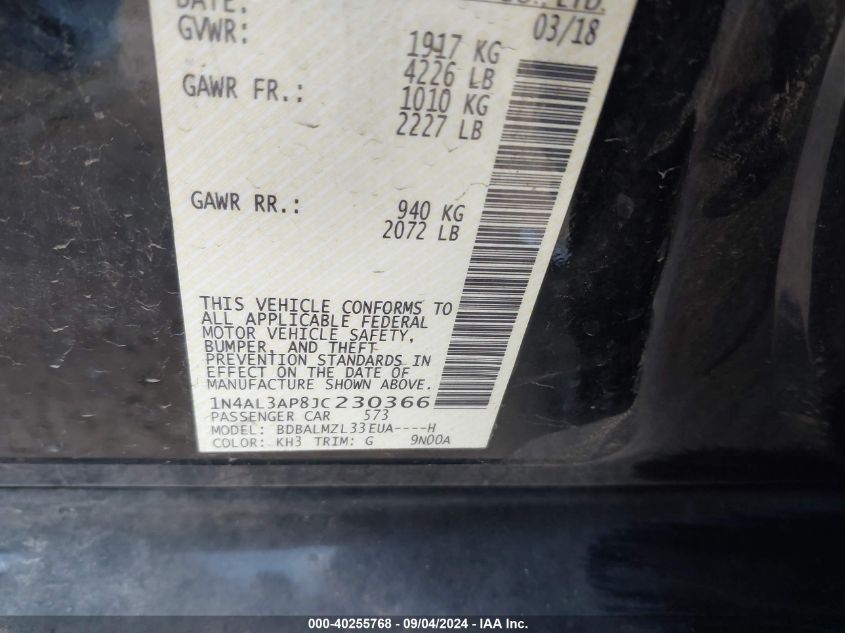 CO., LTD.
DATE: 03/18
GVWR: 1917 KG
4226 LB
GAWR FR.: 1010 KG
2227 LB
GAWR RR.: 940 KG
2072 LB
THIS VEHICLE CONFORMS TO
ALL APPLICABLE FEDERAL
MOTOR VEHICLE SAFETY,
BUMPER, AND THEFT
PREVENTION STANDARDS IN
EFFECT ON THE DATE OF
MANUFACTURE SHOWN ABOVE.
1N4AL3AP8JC230366
PASSENGER CAR 573
MODEL: BDBALMZL33EUA----H
COLOR: KH3 TRIM: G 9N00A
000-40255768 - 09/04/2024 - IAA Inc.